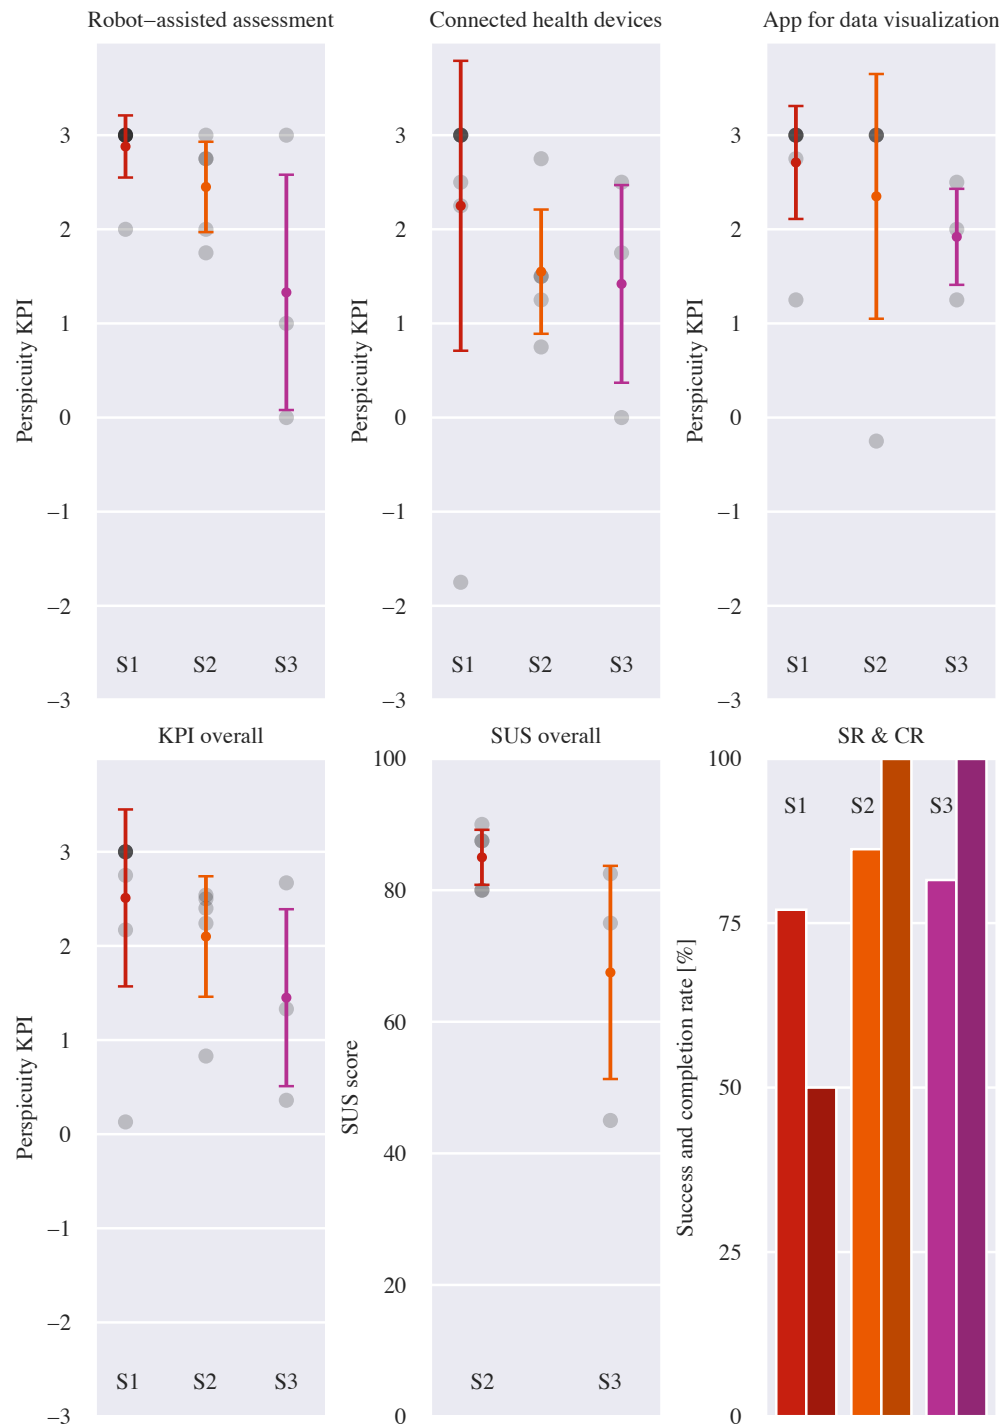 Robot–assisted assessment
Connected health devices
App for data visualization
Perspicuity KPI
3
2
1
0
–1
–2
–3
S1 S2 S3
Perspicuity KPI
3
2
1
0
–1
–2
–3
S1 S2 S3
Perspicuity KPI
3
2
1
0
–1
–2
–3
S1 S2 S3
KPI overall
SUS overall
SR & CR
Perspicuity KPI
3
2
1
0
–1
–2
–3
S1 S2 S3
SUS score
100
80
60
40
20
0
S2 S3
Success and completion rate [%]
100
75
50
25
0
S1 S2 S3